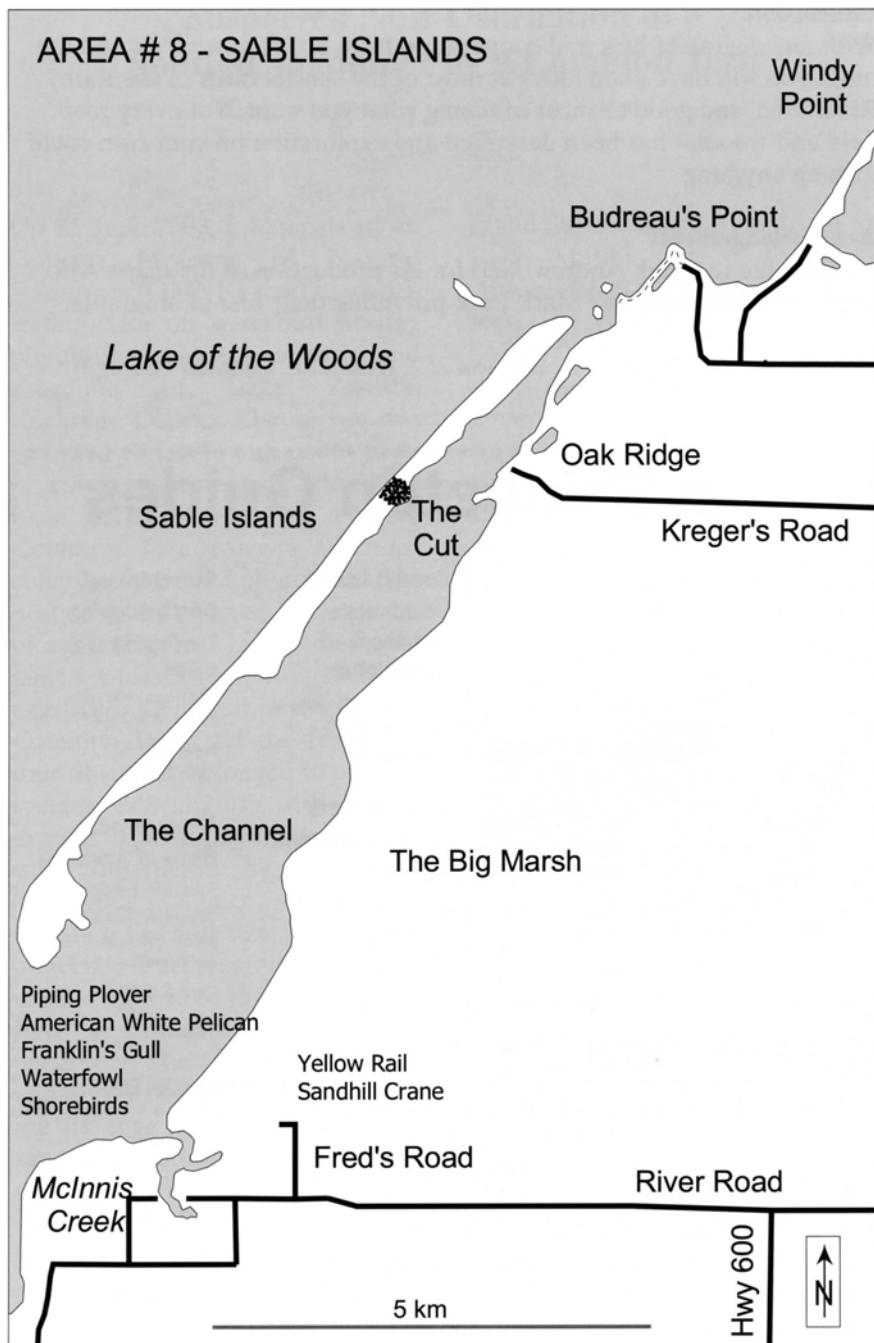 AREA # 8 - SABLE ISLANDS
Windy
Point
Budreau's Point
Lake of the Woods
Oak Ridge
Sable Islands
The
Cut
Kreger's Road
The Channel
The Big Marsh
Piping Plover
American White Pelican
Franklin's Gull
Waterfowl
Shorebirds
Yellow Rail
Sandhill Crane
Fred's Road
McInnis
Creek
River Road
Hwy 600
N
5 km